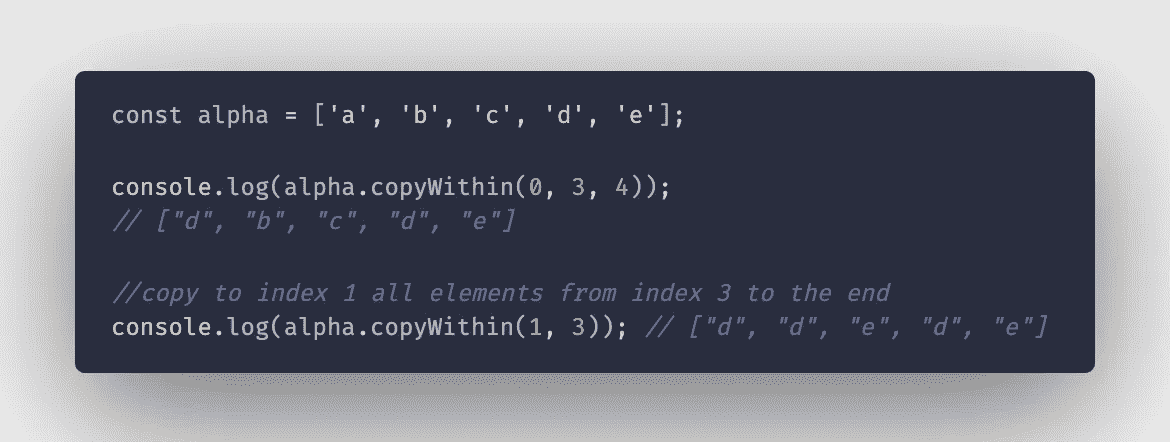 const alpha = ['a', 'b', 'c', 'd', 'e'];
console.log(alpha.copyWithin(0, 3, 4));
// ["d", "b", "c", "d", "e"]
//copy to index 1 all elements from index 3 to the end
console.log(alpha.copyWithin(1, 3)); // ["d", "d", "e", "d", "e"]